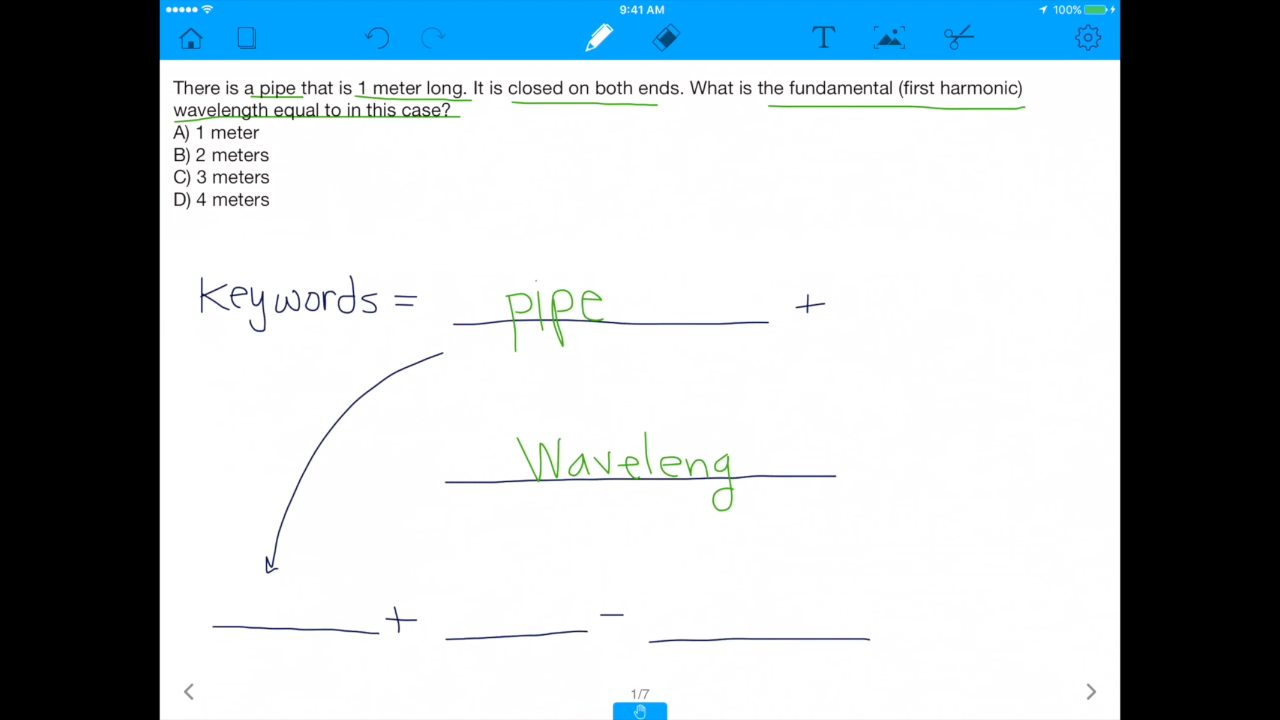 9:41 AM
100%
T
There is a pipe that is 1 meter long. It is closed on both ends. What is the fundamental (first harmonic)
wavelength equal to in this case?
A) 1 meter
B) 2 meters
C) 3 meters
D) 4 meters
Keywords = pipe +
Waveleng
+ −
1/7